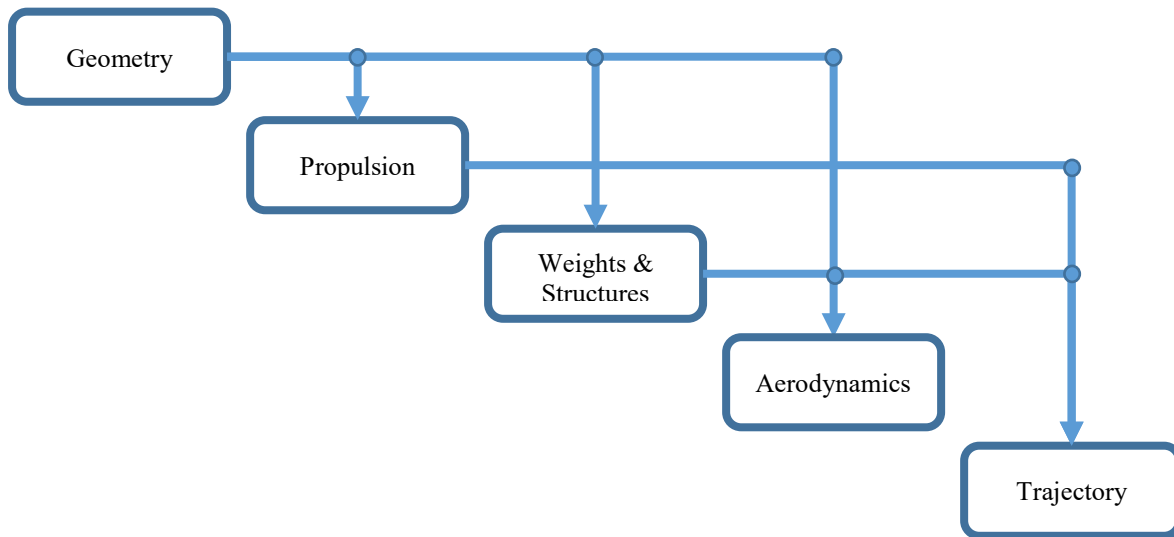 Geometry
Propulsion
Weights &
Structures
Aerodynamics
Trajectory